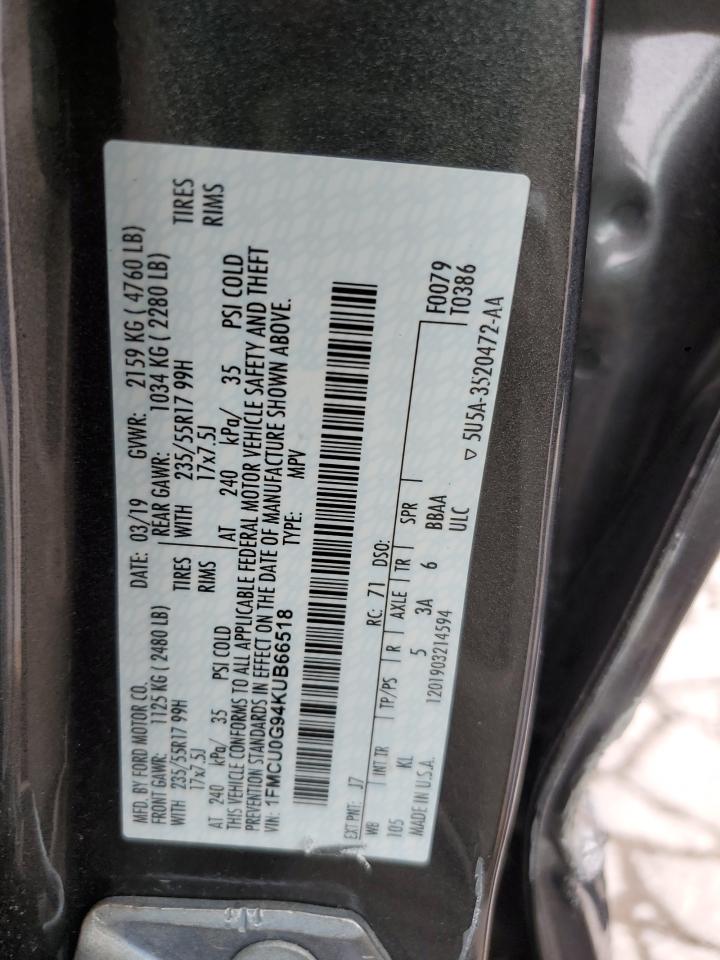 MFD. BY FORD MOTOR CO. DATE: 03/19 GVWR: 2159 KG ( 4760 LB)
FRONT GAWR: 1125 KG ( 2480 LB) REAR GAWR: 1034 KG ( 2280 LB)
WITH 235/55R17 99H TIRES WITH 235/55R17 99H TIRES
17x7.5J RIMS 17x7.5J RIMS
AT 240 kPa/ 35 PSI COLD AT 240 kPa/ 35 PSI COLD
THIS VEHICLE CONFORMS TO ALL APPLICABLE FEDERAL MOTOR VEHICLE SAFETY AND THEFT
PREVENTION STANDARDS IN EFFECT ON THE DATE OF MANUFACTURE SHOWN ABOVE.
VIN: 1FMCU0G94KUB66518 TYPE: MPV
EXT PNT: J7 RC: 71 DSO:
WB INT TR TP/PS R AXLE TR SPR F0079
105 KL 5 3A 6 BBAA T0386
MADE IN U.S.A. 1201903214594 ULC
▽ 5U5A-3520472-AA